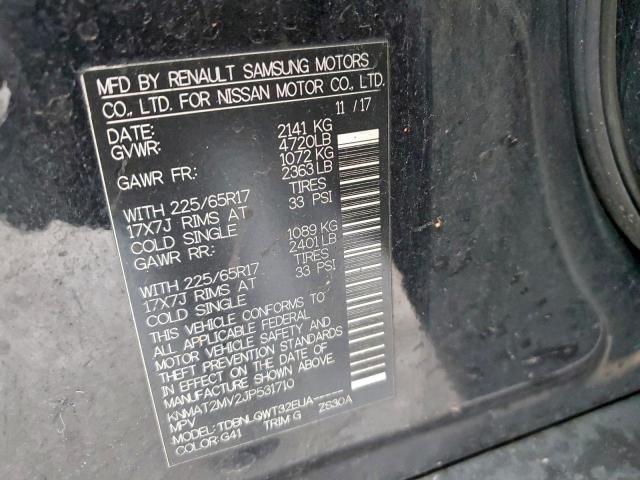 MFD BY RENAULT SAMSUNG MOTORS
CO., LTD. FOR NISSAN MOTOR CO., LTD.
11 / 17
DATE:
GVWR: 2141 KG
4720LB
GAWR FR: 1072 KG
2363 LB
WITH 225/65R17 TIRES
17X7J RIMS AT 33 PSI
COLD SINGLE
GAWR RR: 1089 KG
2401 LB
WITH 225/65R17 TIRES
17X7J RIMS AT 33 PSI
COLD SINGLE
THIS VEHICLE CONFORMS TO
ALL APPLICABLE FEDERAL
MOTOR VEHICLE SAFETY AND
THEFT PREVENTION STANDARDS
IN EFFECT ON THE DATE OF
MANUFACTURE SHOWN ABOVE.
KNMAT2MV2JP531710
MPV
MODEL: TDBNLGWT32EUA-----
COLOR: G41 TRIM: G ZS30A